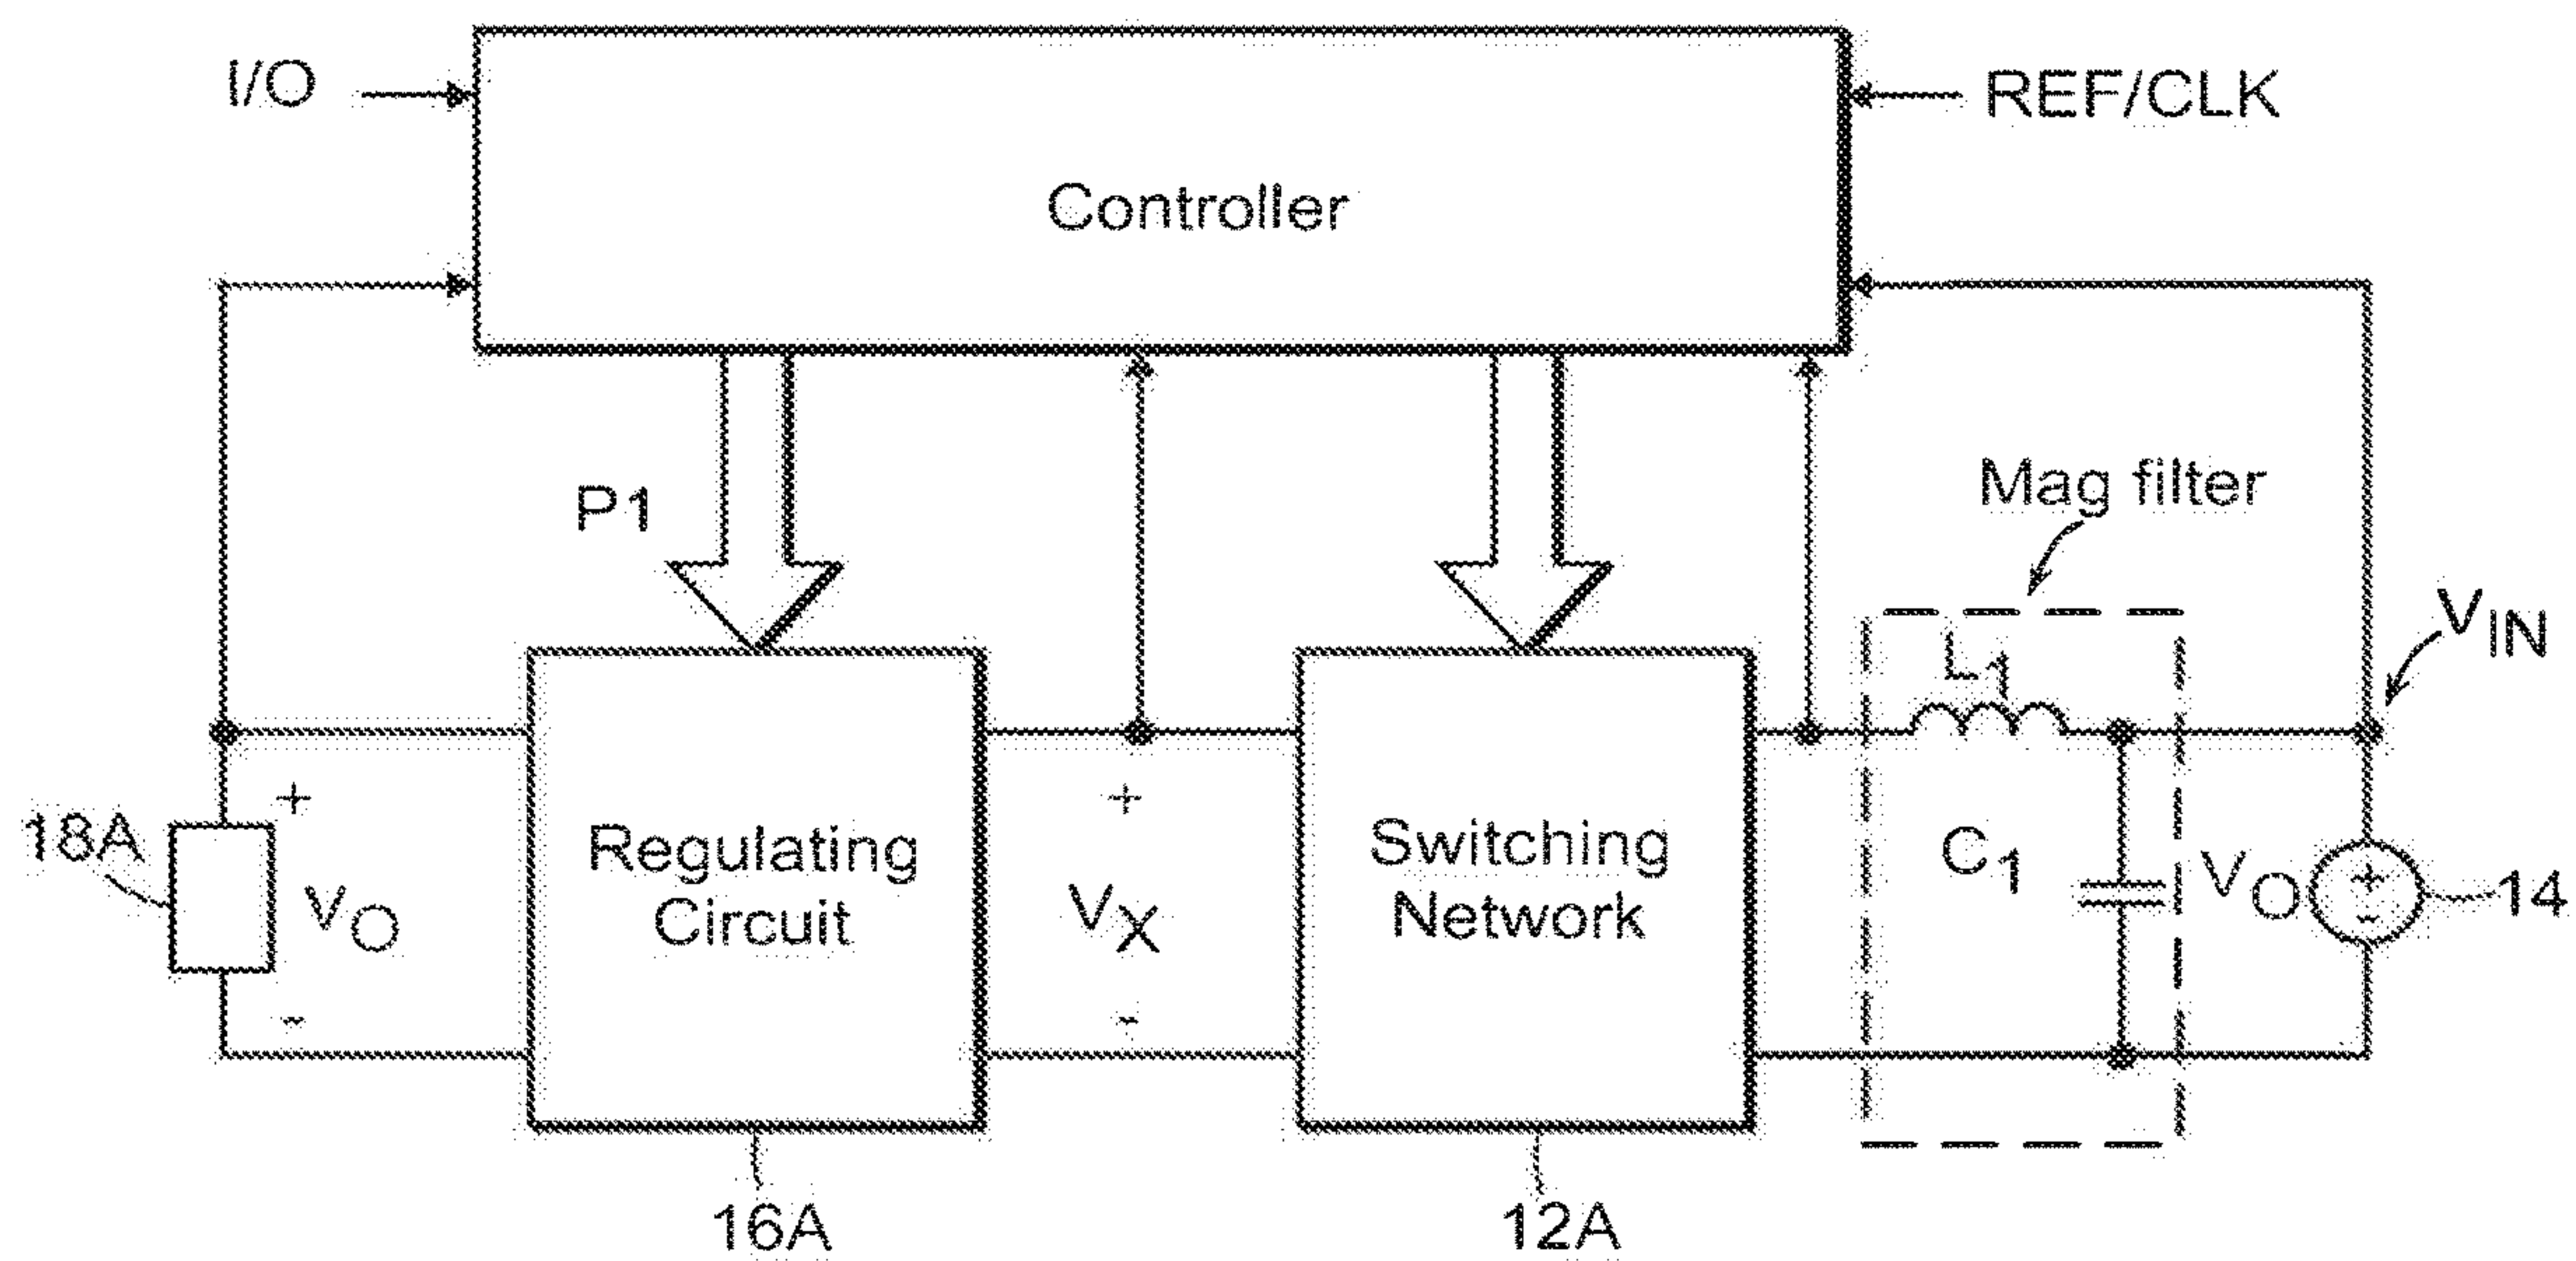 I/O
REF/CLK
Controller
P1
Mag filter
VIN
L1
+
+
18A
Regulating
Circuit
Switching
Network
C1
VO
VX
VO
+
-
14
-
-
16A
12A